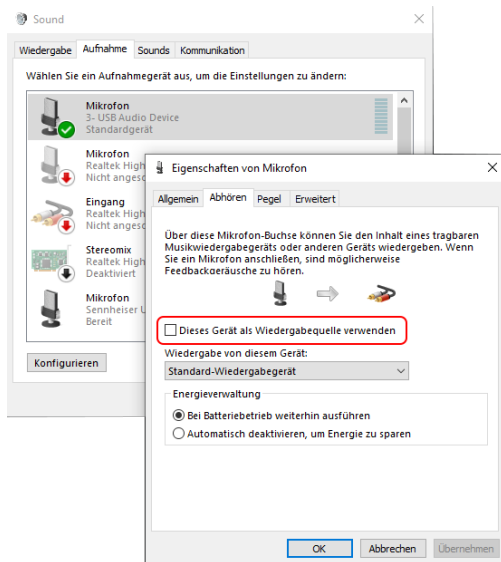 Sound
Wiedergabe Aufnahme Sounds Kommunikation
Wählen Sie ein Aufnahmegerät aus, um die Einstellungen zu ändern:
Mikrofon
3- USB Audio Device
Standardgerät
Mikrofon
Realtek High
Nicht angesc
Eingang
Realtek High
Nicht angesc
Stereomix
Realtek High
Deaktiviert
Mikrofon
Sennheiser U
Bereit
Konfigurieren
Eigenschaften von Mikrofon
Allgemein Abhören Pegel Erweitert
Über diese Mikrofon-Buchse können Sie den Inhalt eines tragbaren
Musikwiedergabegeräts oder anderen Geräts wiedergeben. Wenn
Sie ein Mikrofon anschließen, sind möglicherweise
Feedbackgeräusche zu hören.
Dieses Gerät als Wiedergabequelle verwenden
Wiedergabe von diesem Gerät:
Standard-Wiedergabegerät
Energieverwaltung
Bei Batteriebetrieb weiterhin ausführen
Automatisch deaktivieren, um Energie zu sparen
OK Abbrechen Übernehmen